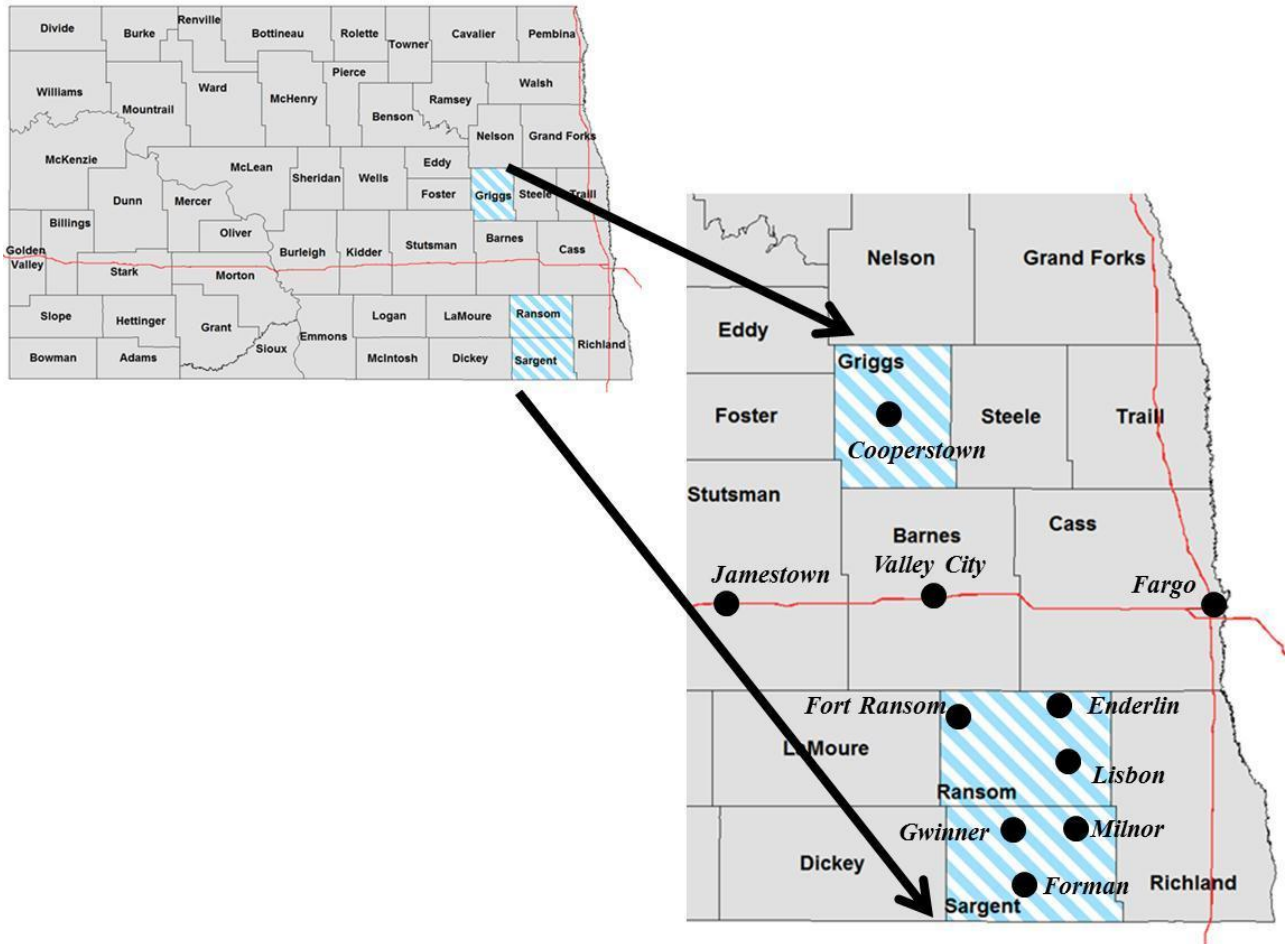 Divide
Burke
Renville
Bottineau
Rolette
Towner
Cavalier
Pembina
Williams
Mountrail
Ward
McHenry
Pierce
Benson
Ramsey
Walsh
Nelson
Grand Forks
McKenzie
Dunn
Mercer
McLean
Sheridan
Wells
Eddy
Foster
Griggs
Steele
Traill
Billings
Golden
Valley
Stark
Oliver
Morton
Burleigh
Kidder
Stutsman
Barnes
Cass
Slope
Hettinger
Grant
Sioux
Emmons
Logan
LaMoure
Ransom
Richland
Bowman
Adams
McIntosh
Dickey
Sargent
Nelson
Grand Forks
Eddy
Griggs
Foster
Steele
Traill
Cooperstown
Stutsman
Barnes
Cass
Jamestown
Valley City
Fargo
Fort Ransom
Enderlin
LaMoure
Lisbon
Ransom
Gwinner
Milnor
Dickey
Forman
Richland
Sargent